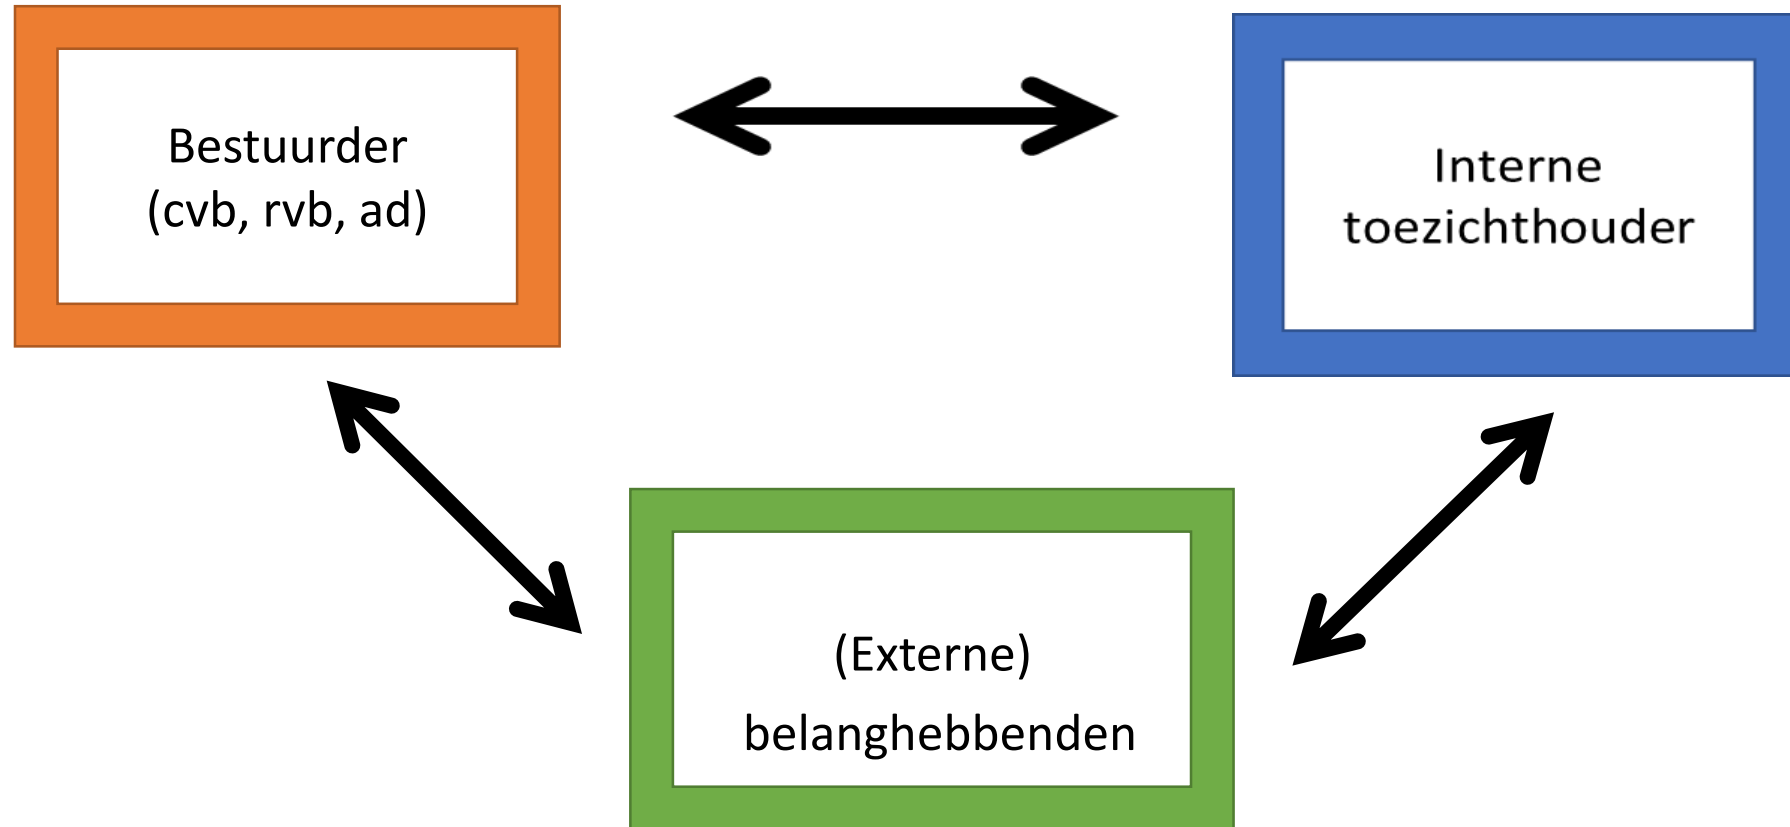 Bestuurder
(cvb, rvb, ad)
Interne
toezichthouder
(Externe)
belanghebbenden